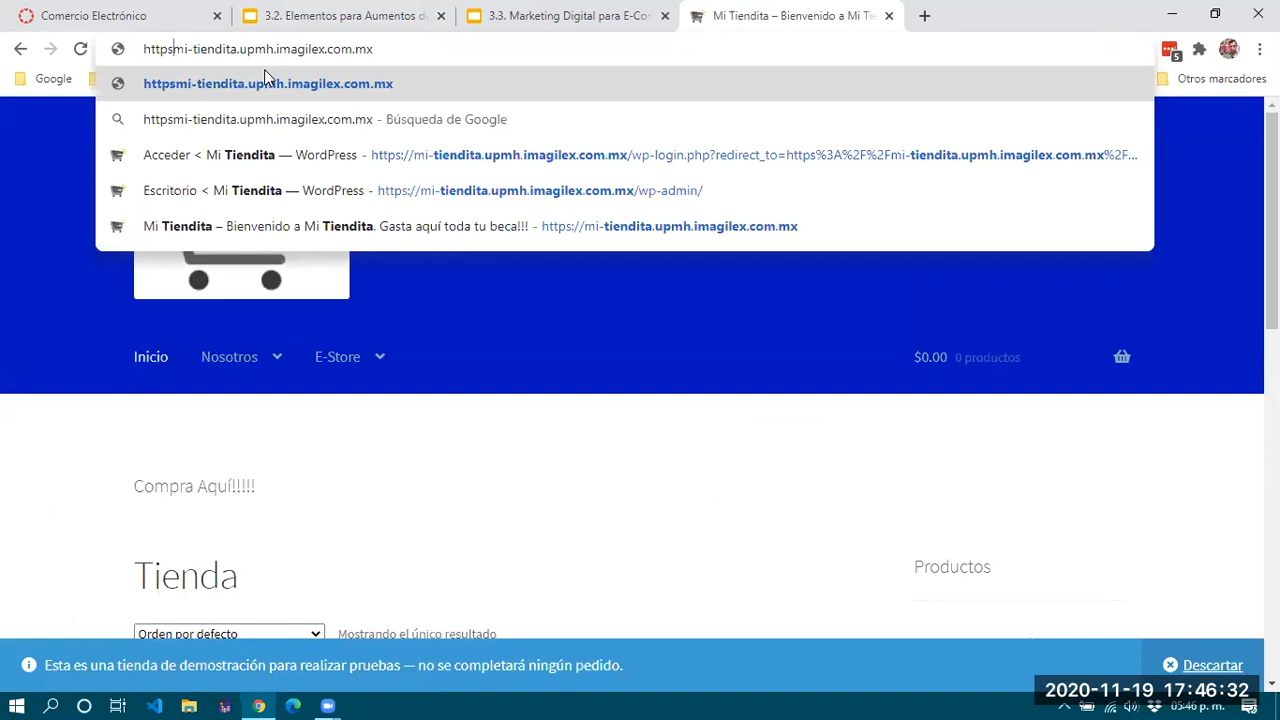 Comercio Electrónico
3.2. Elementos para Aumentos d
3.3. Marketing Digital para E-Co
Mi Tiendita – Bienvenido a Mi T
httpsmi-tiendita.upmh.imagilex.com.mx
5
Google
Otros marcadores
httpsmi-tiendita.upmh.imagilex.com.mx
httpsmi-tiendita.upmh.imagilex.com.mx - Búsqueda de Google
Acceder < Mi Tiendita — WordPress - https://mi-tiendita.upmh.imagilex.com.mx/wp-login.php?redirect_to=https%3A%2F%2Fmi-tiendita.upmh.imagilex.com.mx%2F...
Escritorio < Mi Tiendita — WordPress - https://mi-tiendita.upmh.imagilex.com.mx/wp-admin/
Mi Tiendita – Bienvenido a Mi Tiendita. Gasta aquí toda tu beca!!! - https://mi-tiendita.upmh.imagilex.com.mx
Inicio Nosotros E-Store $0.00 0 productos
Compra Aquí!!!!!
Tienda
Productos
Orden por defecto Mostrando el único resultado
Esta es una tienda de demostración para realizar pruebas — no se completará ningún pedido. Descartar
2020-11-19 17:46:32
05:46 p. m.